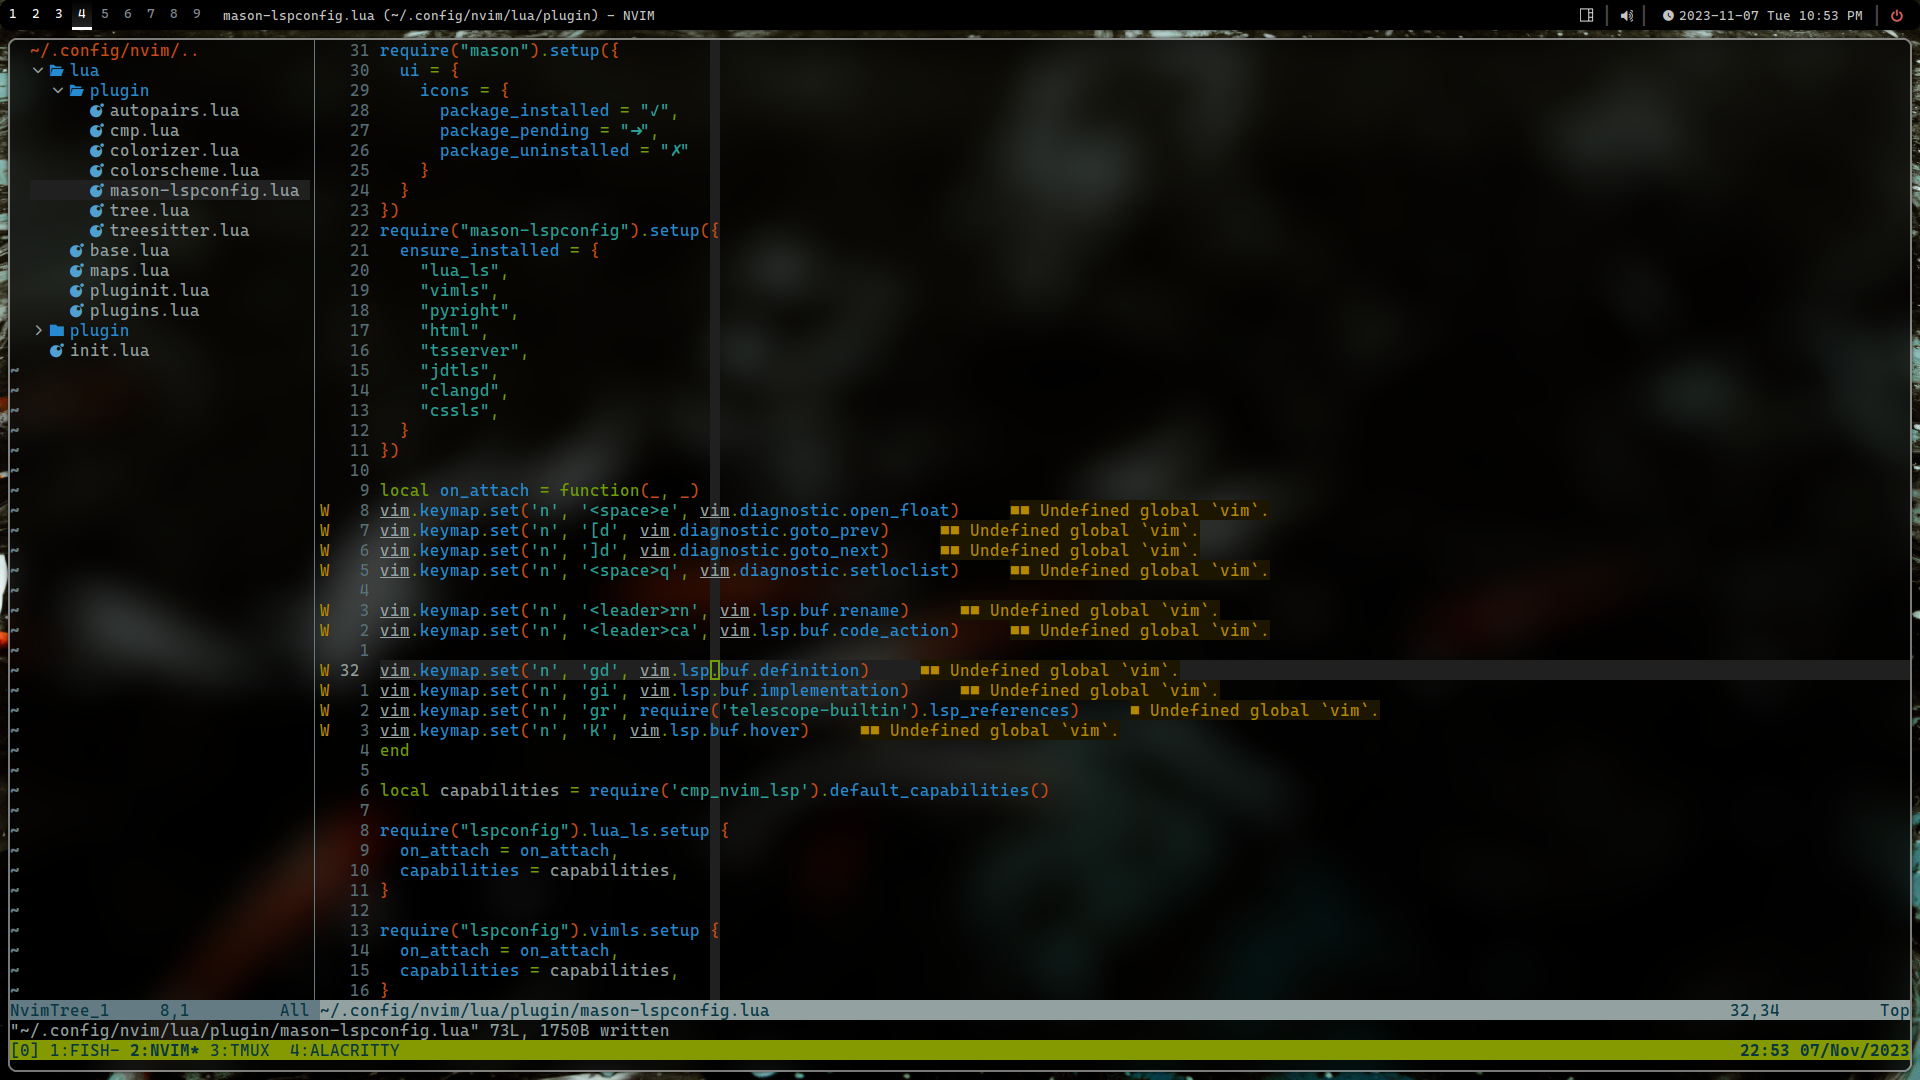 1 2 3 4 5 6 7 8 9 mason-lspconfig.lua (~/.config/nvim/lua/plugin) - NVIM
2023-11-07 Tue 10:53 PM
~/.config/nvim/..
lua
plugin
autopairs.lua
cmp.lua
colorizer.lua
colorscheme.lua
mason-lspconfig.lua
tree.lua
treesitter.lua
base.lua
maps.lua
pluginit.lua
plugins.lua
plugin
init.lua
31 require("mason").setup({
30   ui = {
29     icons = {
28       package_installed = "✓",
27       package_pending = "➜",
26       package_uninstalled = "✗"
25     }
24   }
23 })
22 require("mason-lspconfig").setup({
21   ensure_installed = {
20     "lua_ls",
19     "vimls",
18     "pyright",
17     "html",
16     "tsserver",
15     "jdtls",
14     "clangd",
13     "cssls",
12   }
11 })
10
9 local on_attach = function(_, _)
W 8 vim.keymap.set('n', '<space>e', vim.diagnostic.open_float) ■■ Undefined global `vim`.
W 7 vim.keymap.set('n', '[d', vim.diagnostic.goto_prev) ■■ Undefined global `vim`.
W 6 vim.keymap.set('n', ']d', vim.diagnostic.goto_next) ■■ Undefined global `vim`.
W 5 vim.keymap.set('n', '<space>q', vim.diagnostic.setloclist) ■■ Undefined global `vim`.
4
W 3 vim.keymap.set('n', '<leader>rn', vim.lsp.buf.rename) ■■ Undefined global `vim`.
W 2 vim.keymap.set('n', '<leader>ca', vim.lsp.buf.code_action) ■■ Undefined global `vim`.
1
W 32 vim.keymap.set('n', 'gd', vim.lsp.buf.definition) ■■ Undefined global `vim`.
W 1 vim.keymap.set('n', 'gi', vim.lsp.buf.implementation) ■■ Undefined global `vim`.
W 2 vim.keymap.set('n', 'gr', require('telescope-builtin').lsp_references) ■ Undefined global `vim`.
W 3 vim.keymap.set('n', 'K', vim.lsp.buf.hover) ■■ Undefined global `vim`.
4 end
5
6 local capabilities = require('cmp_nvim_lsp').default_capabilities()
7
8 require("lspconfig").lua_ls.setup {
9   on_attach = on_attach,
10   capabilities = capabilities,
11 }
12
13 require("lspconfig").vimls.setup {
14   on_attach = on_attach,
15   capabilities = capabilities,
16 }
NvimTree_1 8,1 All ~/.config/nvim/lua/plugin/mason-lspconfig.lua 32,34 Top
"~/.config/nvim/lua/plugin/mason-lspconfig.lua" 73L, 1750B written
[0] 1:FISH- 2:NVIM* 3:TMUX 4:ALACRITTY 22:53 07/Nov/2023